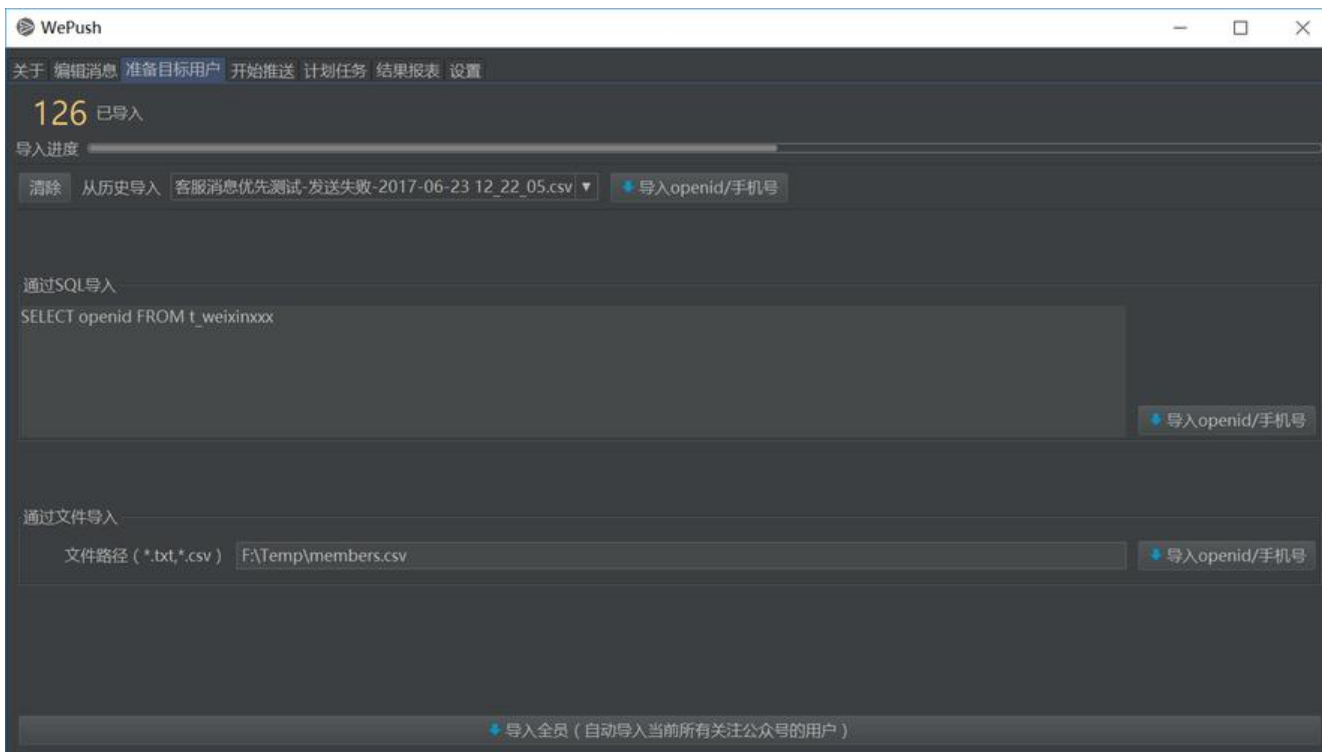 WePush
关于 编辑消息 准备目标用户 开始推送 计划任务 结果报表 设置
126 已导入
导入进度
清除 从历史导入 客服消息优先测试-发送失败-2017-06-23 12_22_05.csv 导入openid/手机号
通过SQL导入
SELECT openid FROM t_weixinxxx
导入openid/手机号
通过文件导入
文件路径(*.txt,*.csv) F:\Temp\members.csv 导入openid/手机号
导入全员(自动导入当前所有关注公众号的用户)